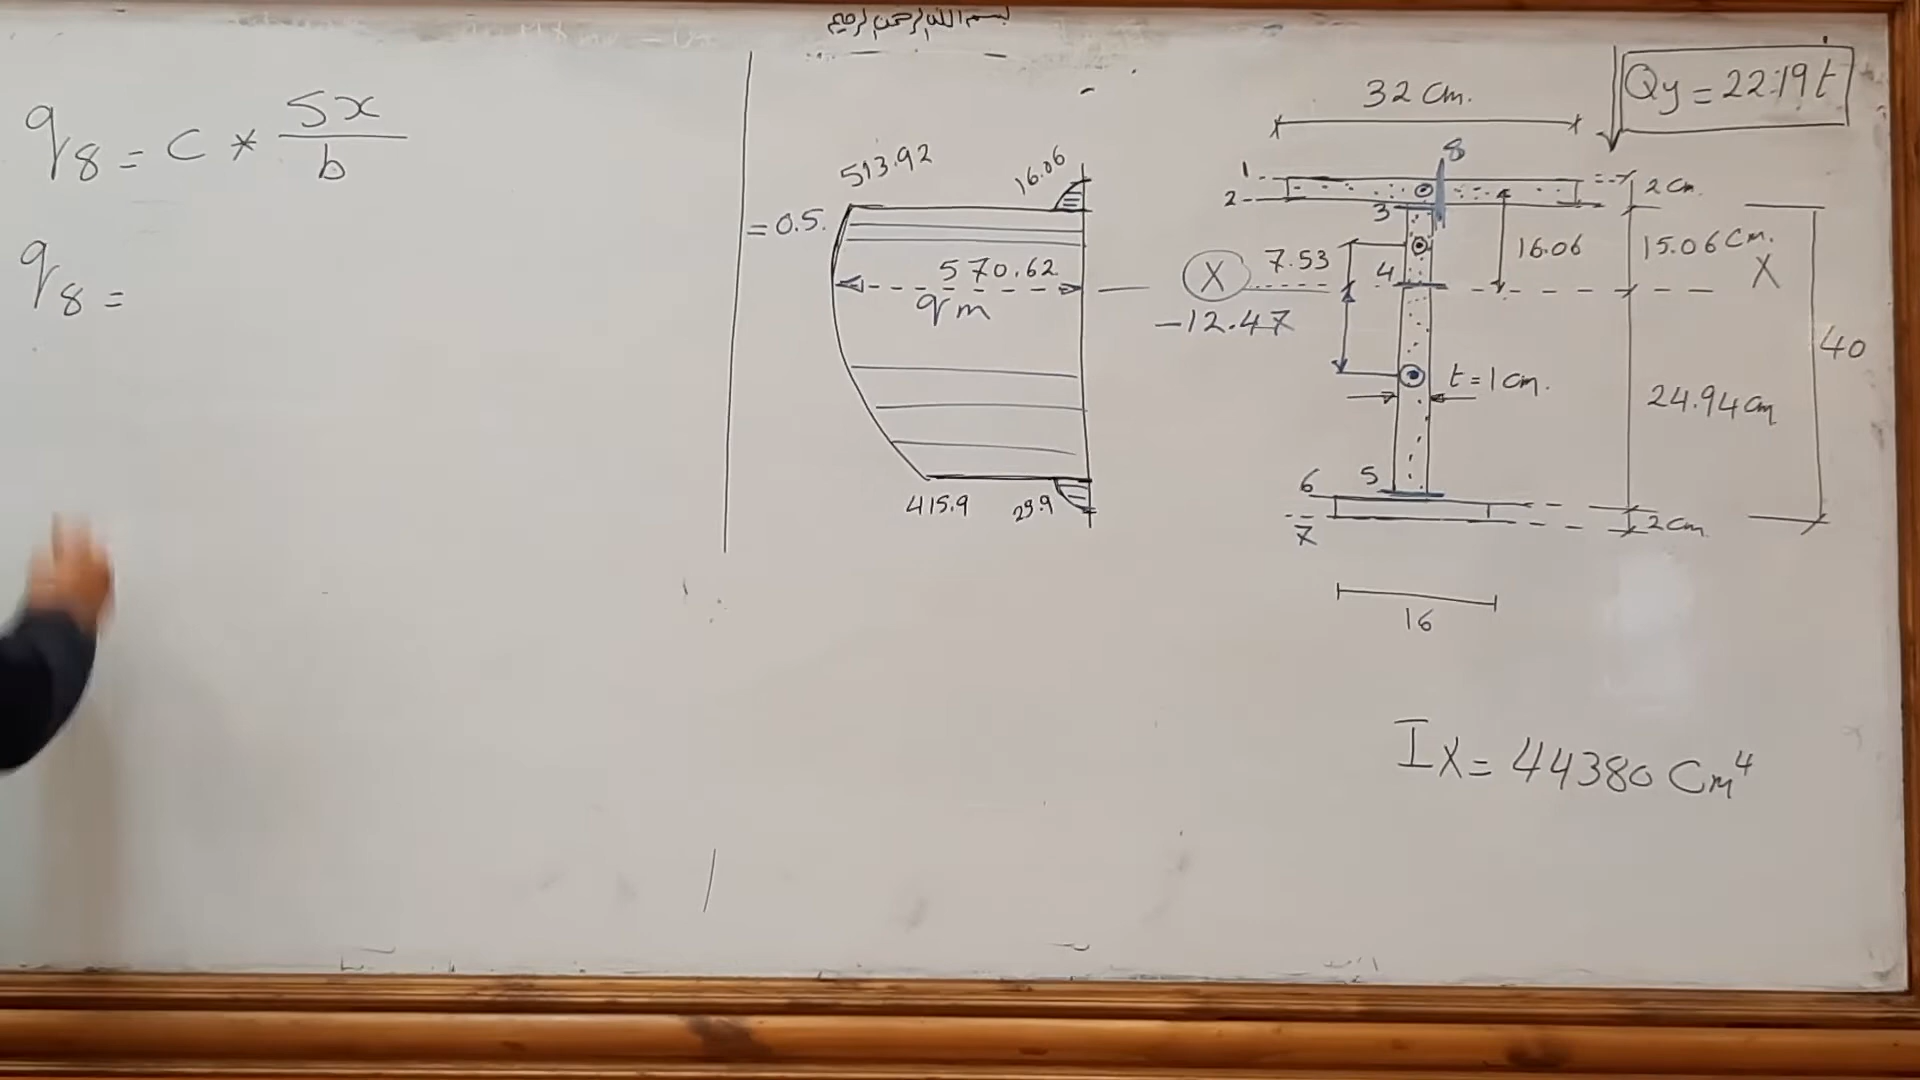 بسم الله الرحمن الرحيم
q8 = C * Sx / b
q8 =
= 0.5.
513.92
16.06
570.62
qm
415.9
29.9
Qy = 22.19 t
32 Cm.
8
1
2
3
2 Cm.
16.06
15.06 Cm.
X
7.53
4
X
-12.47
40
t = 1 Cm.
24.94 Cm
6
5
7
2 Cm
16
Ix = 44380 Cm⁴